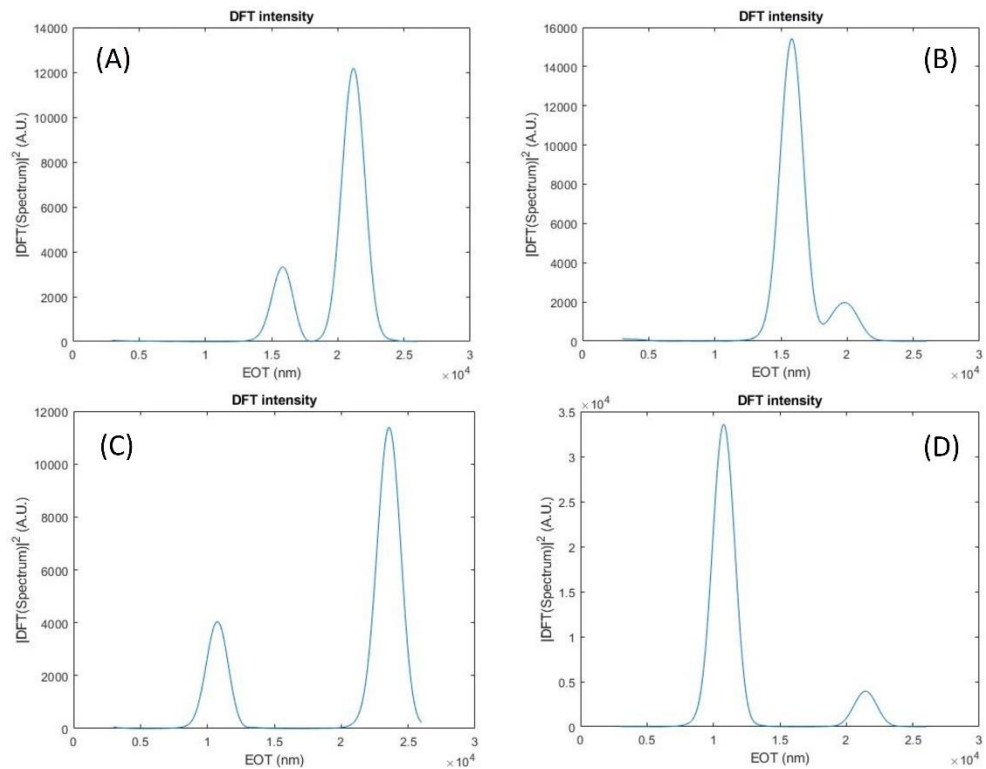 DFT intensity
(A)
|DFT(Spectrum)|² (A.U.)
14000
12000
10000
8000
6000
4000
2000
0
0 0.5 1 1.5 2 2.5 3
EOT (nm)
×10⁴
DFT intensity
(B)
|DFT(Spectrum)|² (A.U.)
16000
14000
12000
10000
8000
6000
4000
2000
0
0 0.5 1 1.5 2 2.5 3
EOT (nm)
×10⁴
DFT intensity
(C)
|DFT(Spectrum)|² (A.U.)
12000
10000
8000
6000
4000
2000
0
0 0.5 1 1.5 2 2.5 3
EOT (nm)
×10⁴
DFT intensity
(D)
|DFT(Spectrum)|² (A.U.)
×10⁴
3.5
3
2.5
2
1.5
1
0.5
0
0 0.5 1 1.5 2 2.5 3
EOT (nm)
×10⁴